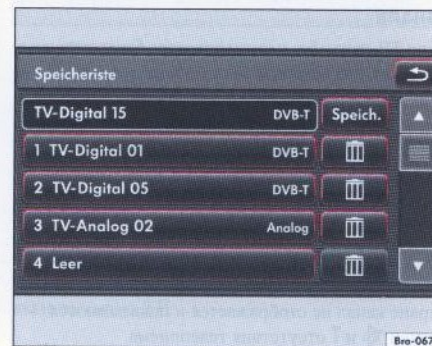 Speicheriste
TV-Digital 15 DVB-T Speich.
1 TV-Digital 01 DVB-T
2 TV-Digital 05 DVB-T
3 TV-Analog 02 Analog
4 Leer
Bro-067